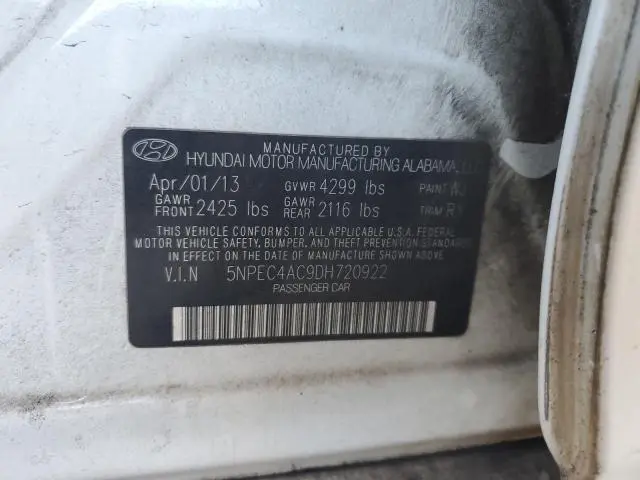 MANUFACTURED BY
HYUNDAI MOTOR MANUFACTURING ALABAMA, LLC
Apr/01/13 GVWR 4299 lbs PAINT
GAWR FRONT 2425 lbs GAWR REAR 2116 lbs TRIM
THIS VEHICLE CONFORMS TO ALL APPLICABLE U.S.A. FEDERAL
MOTOR VEHICLE SAFETY, BUMPER, AND THEFT PREVENTION STANDARDS
IN EFFECT ON THE DATE OF MANUFACTURE SHOWN ABOVE.
V.I.N 5NPEC4AC9DH720922
PASSENGER CAR